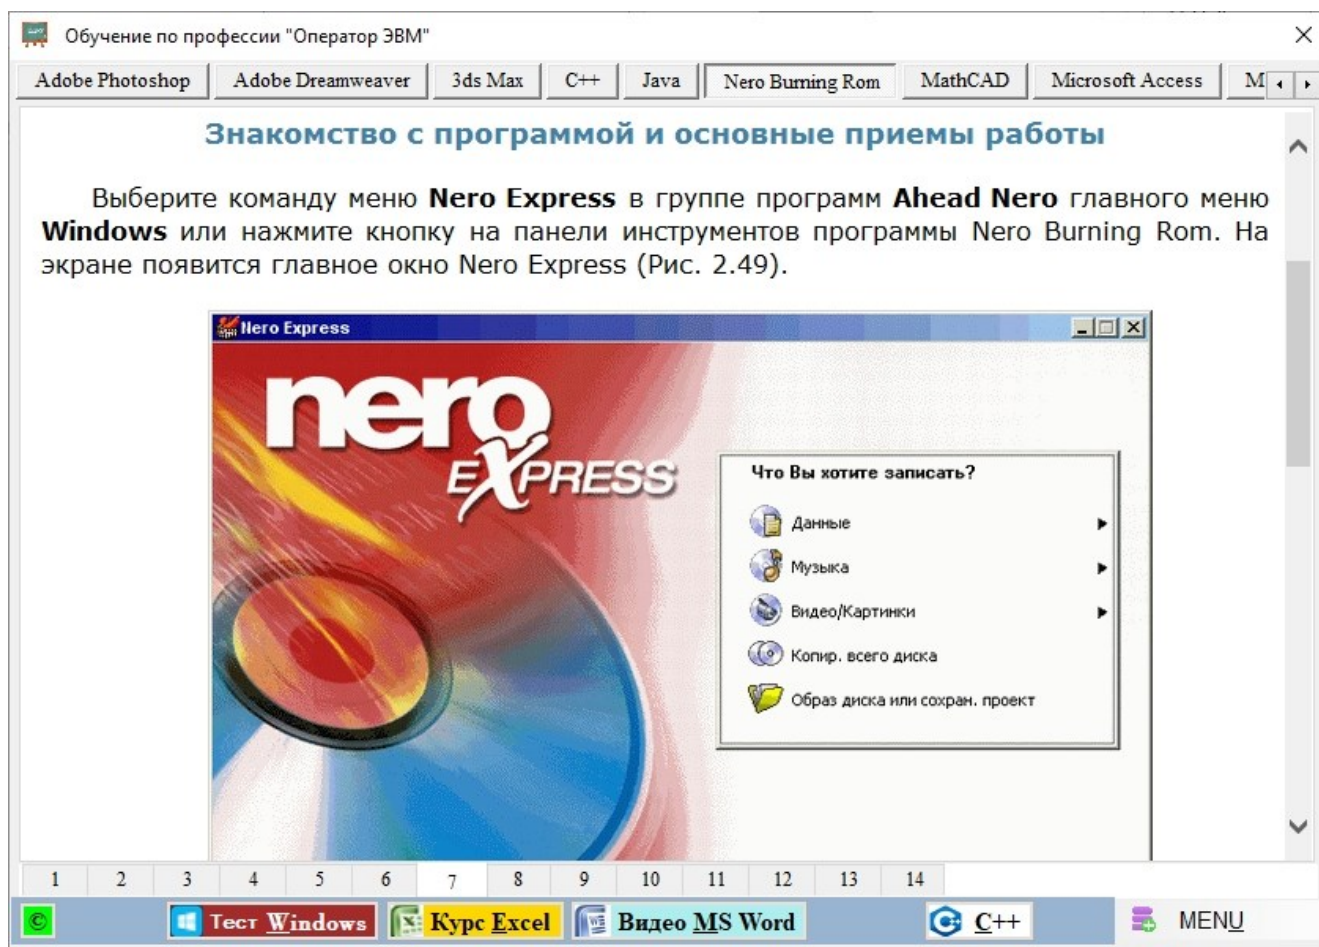 Обучение по профессии "Оператор ЭВМ"
Adobe Photoshop Adobe Dreamweaver 3ds Max C++ Java Nero Burning Rom MathCAD Microsoft Access M
Знакомство с программой и основные приемы работы
Выберите команду меню Nero Express в группе программ Ahead Nero главного меню
Windows или нажмите кнопку на панели инструментов программы Nero Burning Rom. На
экране появится главное окно Nero Express (Рис. 2.49).
Nero Express
nero
EXPRESS
Что Вы хотите записать?
Данные
Музыка
Видео/Картинки
Копир. всего диска
Образ диска или сохран. проект
1 2 3 4 5 6 7 8 9 10 11 12 13 14
© Тест Windows Курс Excel Видео MS Word C++ MENU